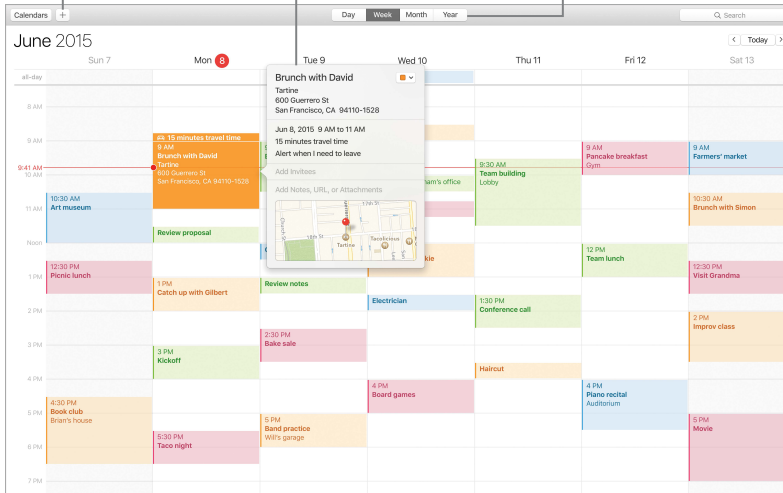 Calendars +
Day Week Month Year
Search
June 2015
< Today >
Sun 7
Mon 8
Tue 9
Wed 10
Thu 11
Fri 12
Sat 13
all-day
8 AM
9 AM
9:41 AM
10 AM
11 AM
Noon
1 PM
2 PM
3 PM
4 PM
5 PM
6 PM
7 PM
10:30 AM
Art museum
12:30 PM
Picnic lunch
4:30 PM
Book club
Brian's house
15 minutes travel time
9 AM
Brunch with David
Tartine
600 Guerrero St
San Francisco, CA 94110-1528
Review proposal
1 PM
Catch up with Gilbert
3 PM
Kickoff
5:30 PM
Taco night
Brunch with David
Tartine
600 Guerrero St
San Francisco, CA 94110-1528
Jun 8, 2015 9 AM to 11 AM
15 minutes travel time
Alert when I need to leave
Add Invitees
Add Notes, URL, or Attachments
17th St
Church St
18th St
Tartine
Tacolicious
Review notes
2:30 PM
Bake sale
5 PM
Band practice
Will's garage
am's office
kie
Electrician
4 PM
Board games
9:30 AM
Team building
Lobby
1:30 PM
Conference call
Haircut
9 AM
Pancake breakfast
Gym
12 PM
Team lunch
4 PM
Piano recital
Auditorium
9 AM
Farmers' market
10:30 AM
Brunch with Simon
12:30 PM
Visit Grandma
2 PM
Improv class
5 PM
Movie